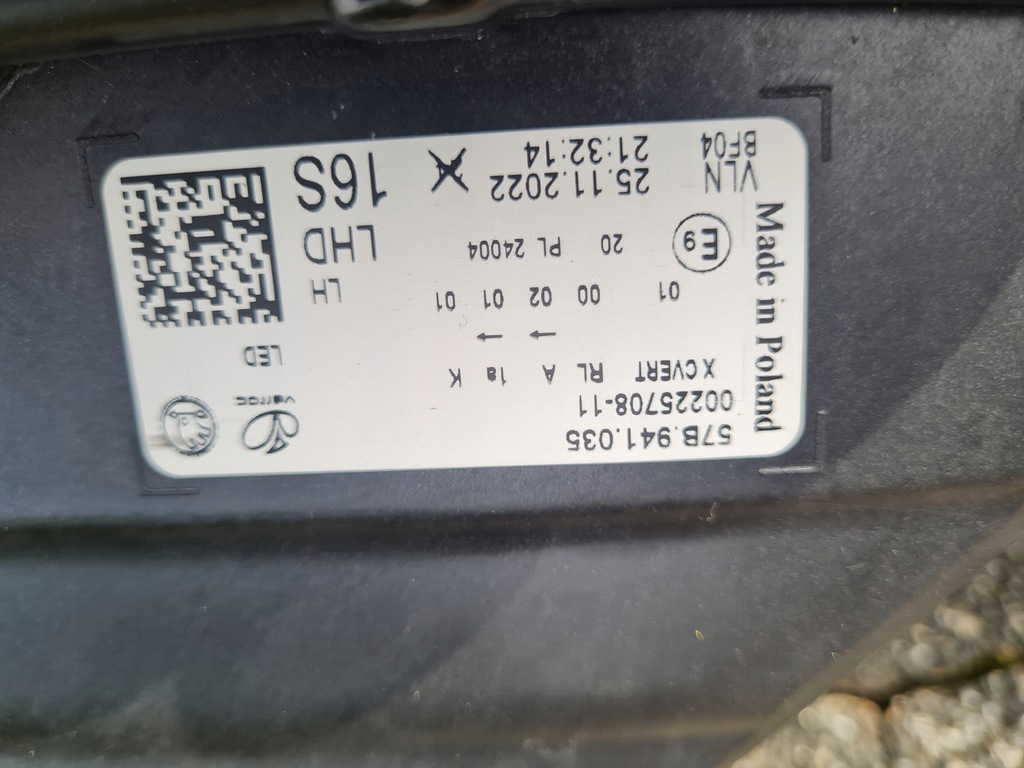 57B.941.035
00225708-11
varroc
X CVERT RL A 1a K
← ←
LED
01 00 02 01 01
LH
E9 20 PL 24004
LHD
VLN 25.11.2022 X 16S
BF04 21:32:14
Made in Poland